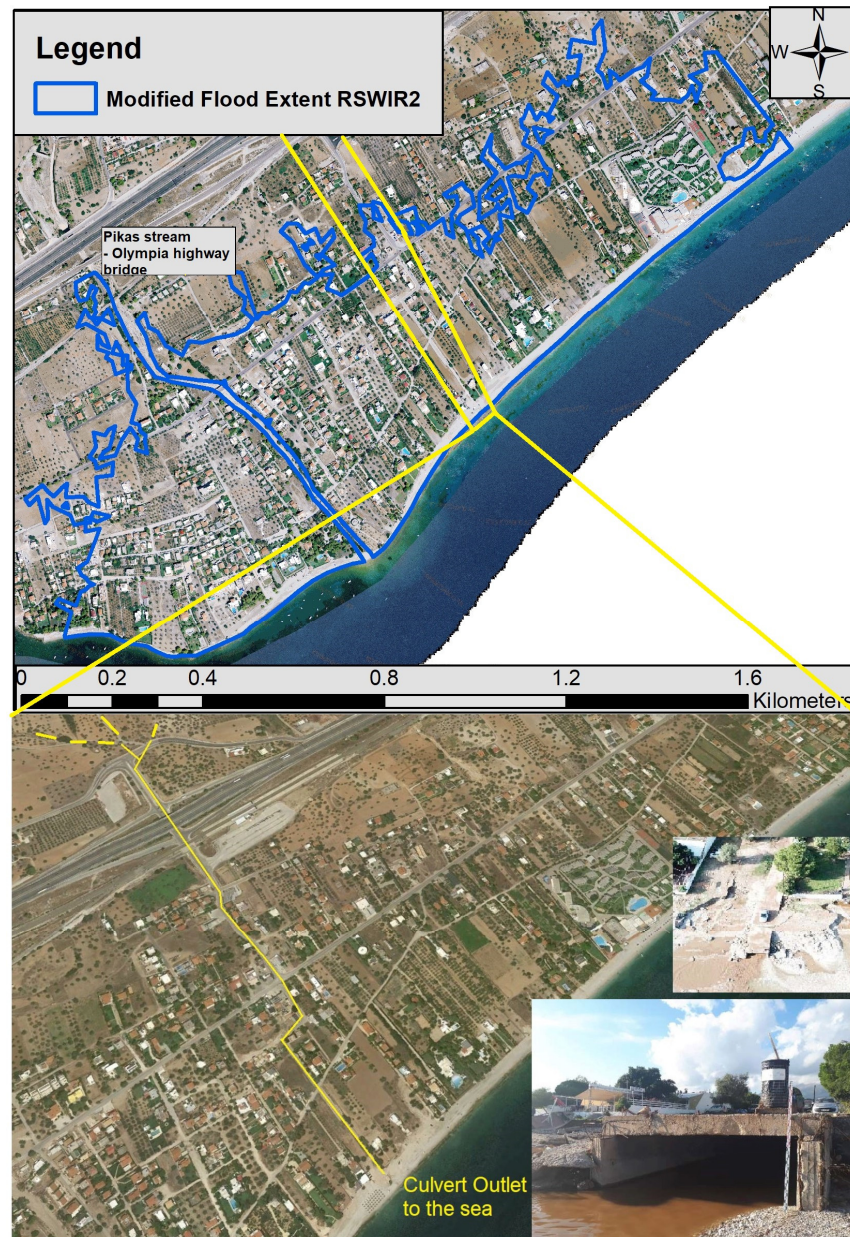 Legend
Modified Flood Extent RSWIR2
N
W
S
Pikas stream
- Olympia highway
bridge
0 0.2 0.4 0.8 1.2 1.6
Kilometers
Culvert Outlet
to the sea